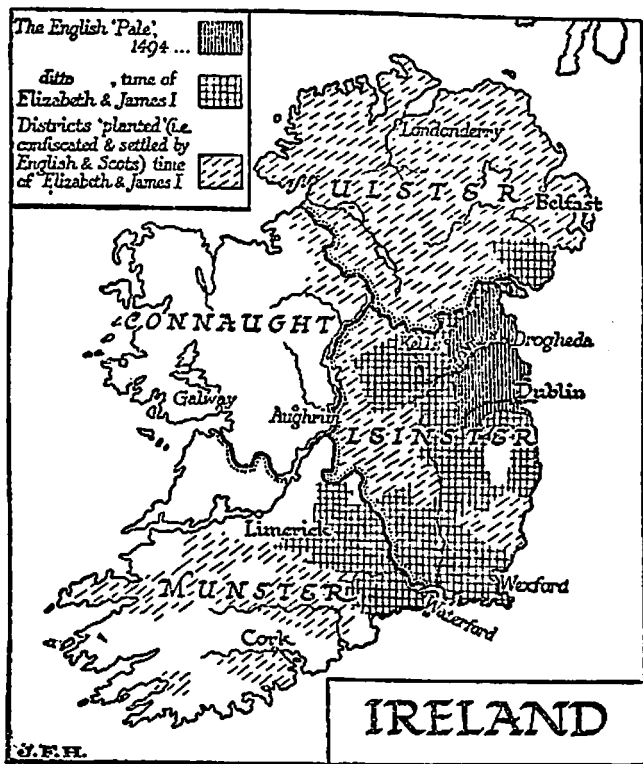 The English 'Pale',
1494 ...
ditto , time of
Elizabeth & James I
Districts 'planted' (i.e.
confiscated & settled by
English & Scots) time
of Elizabeth & James I
Londonderry
ULSTER
Belfast
CONNAUGHT
Kells
Drogheda
Galway
Dublin
Aughrim
LEINSTER
Limerick
MUNSTER
Wexford
Waterford
Cork
IRELAND
J.F.H.